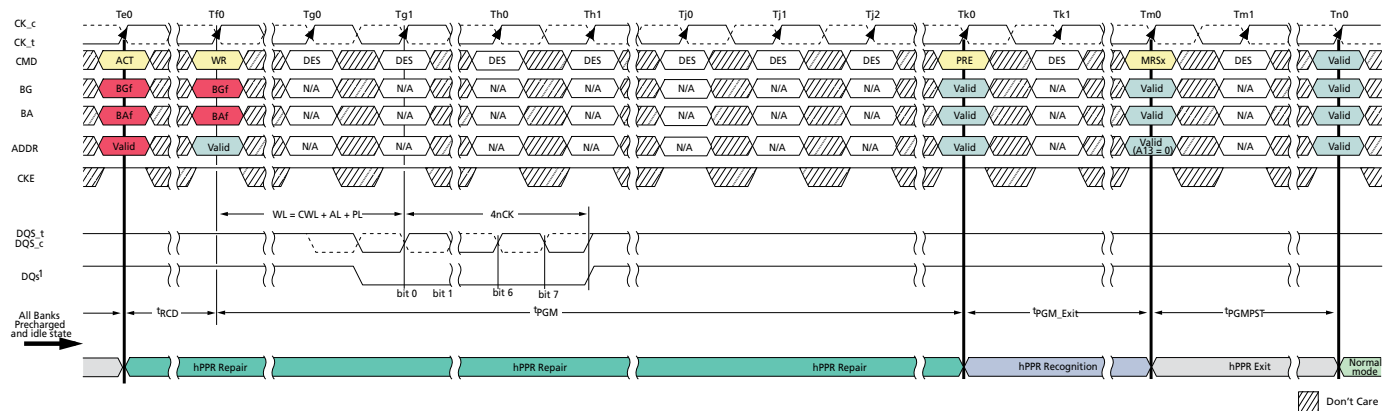 Te0 Tf0 Tg0 Tg1 Th0 Th1 Tj0 Tj1 Tj2 Tk0 Tk1 Tm0 Tm1 Tn0
CK_c
CK_t
CMD ACT WR DES DES DES DES DES DES DES PRE DES MRSx DES Valid
BG BGf BGf N/A N/A N/A N/A N/A N/A N/A Valid N/A Valid N/A Valid
BA BAf BAf N/A N/A N/A N/A N/A N/A N/A Valid N/A Valid N/A Valid
ADDR Valid Valid N/A N/A N/A N/A N/A N/A N/A Valid N/A Valid (A13 = 0) N/A Valid
CKE
WL = CWL + AL + PL 4nCK
DQS_t
DQS_c
DQs1
bit 0 bit 1 bit 6 bit 7
All Banks
Precharged
and idle state
tRCD tPGM tPGM_Exit tPGMPST
hPPR Repair hPPR Repair hPPR Repair hPPR Recognition hPPR Exit Normal
mode
Don't Care